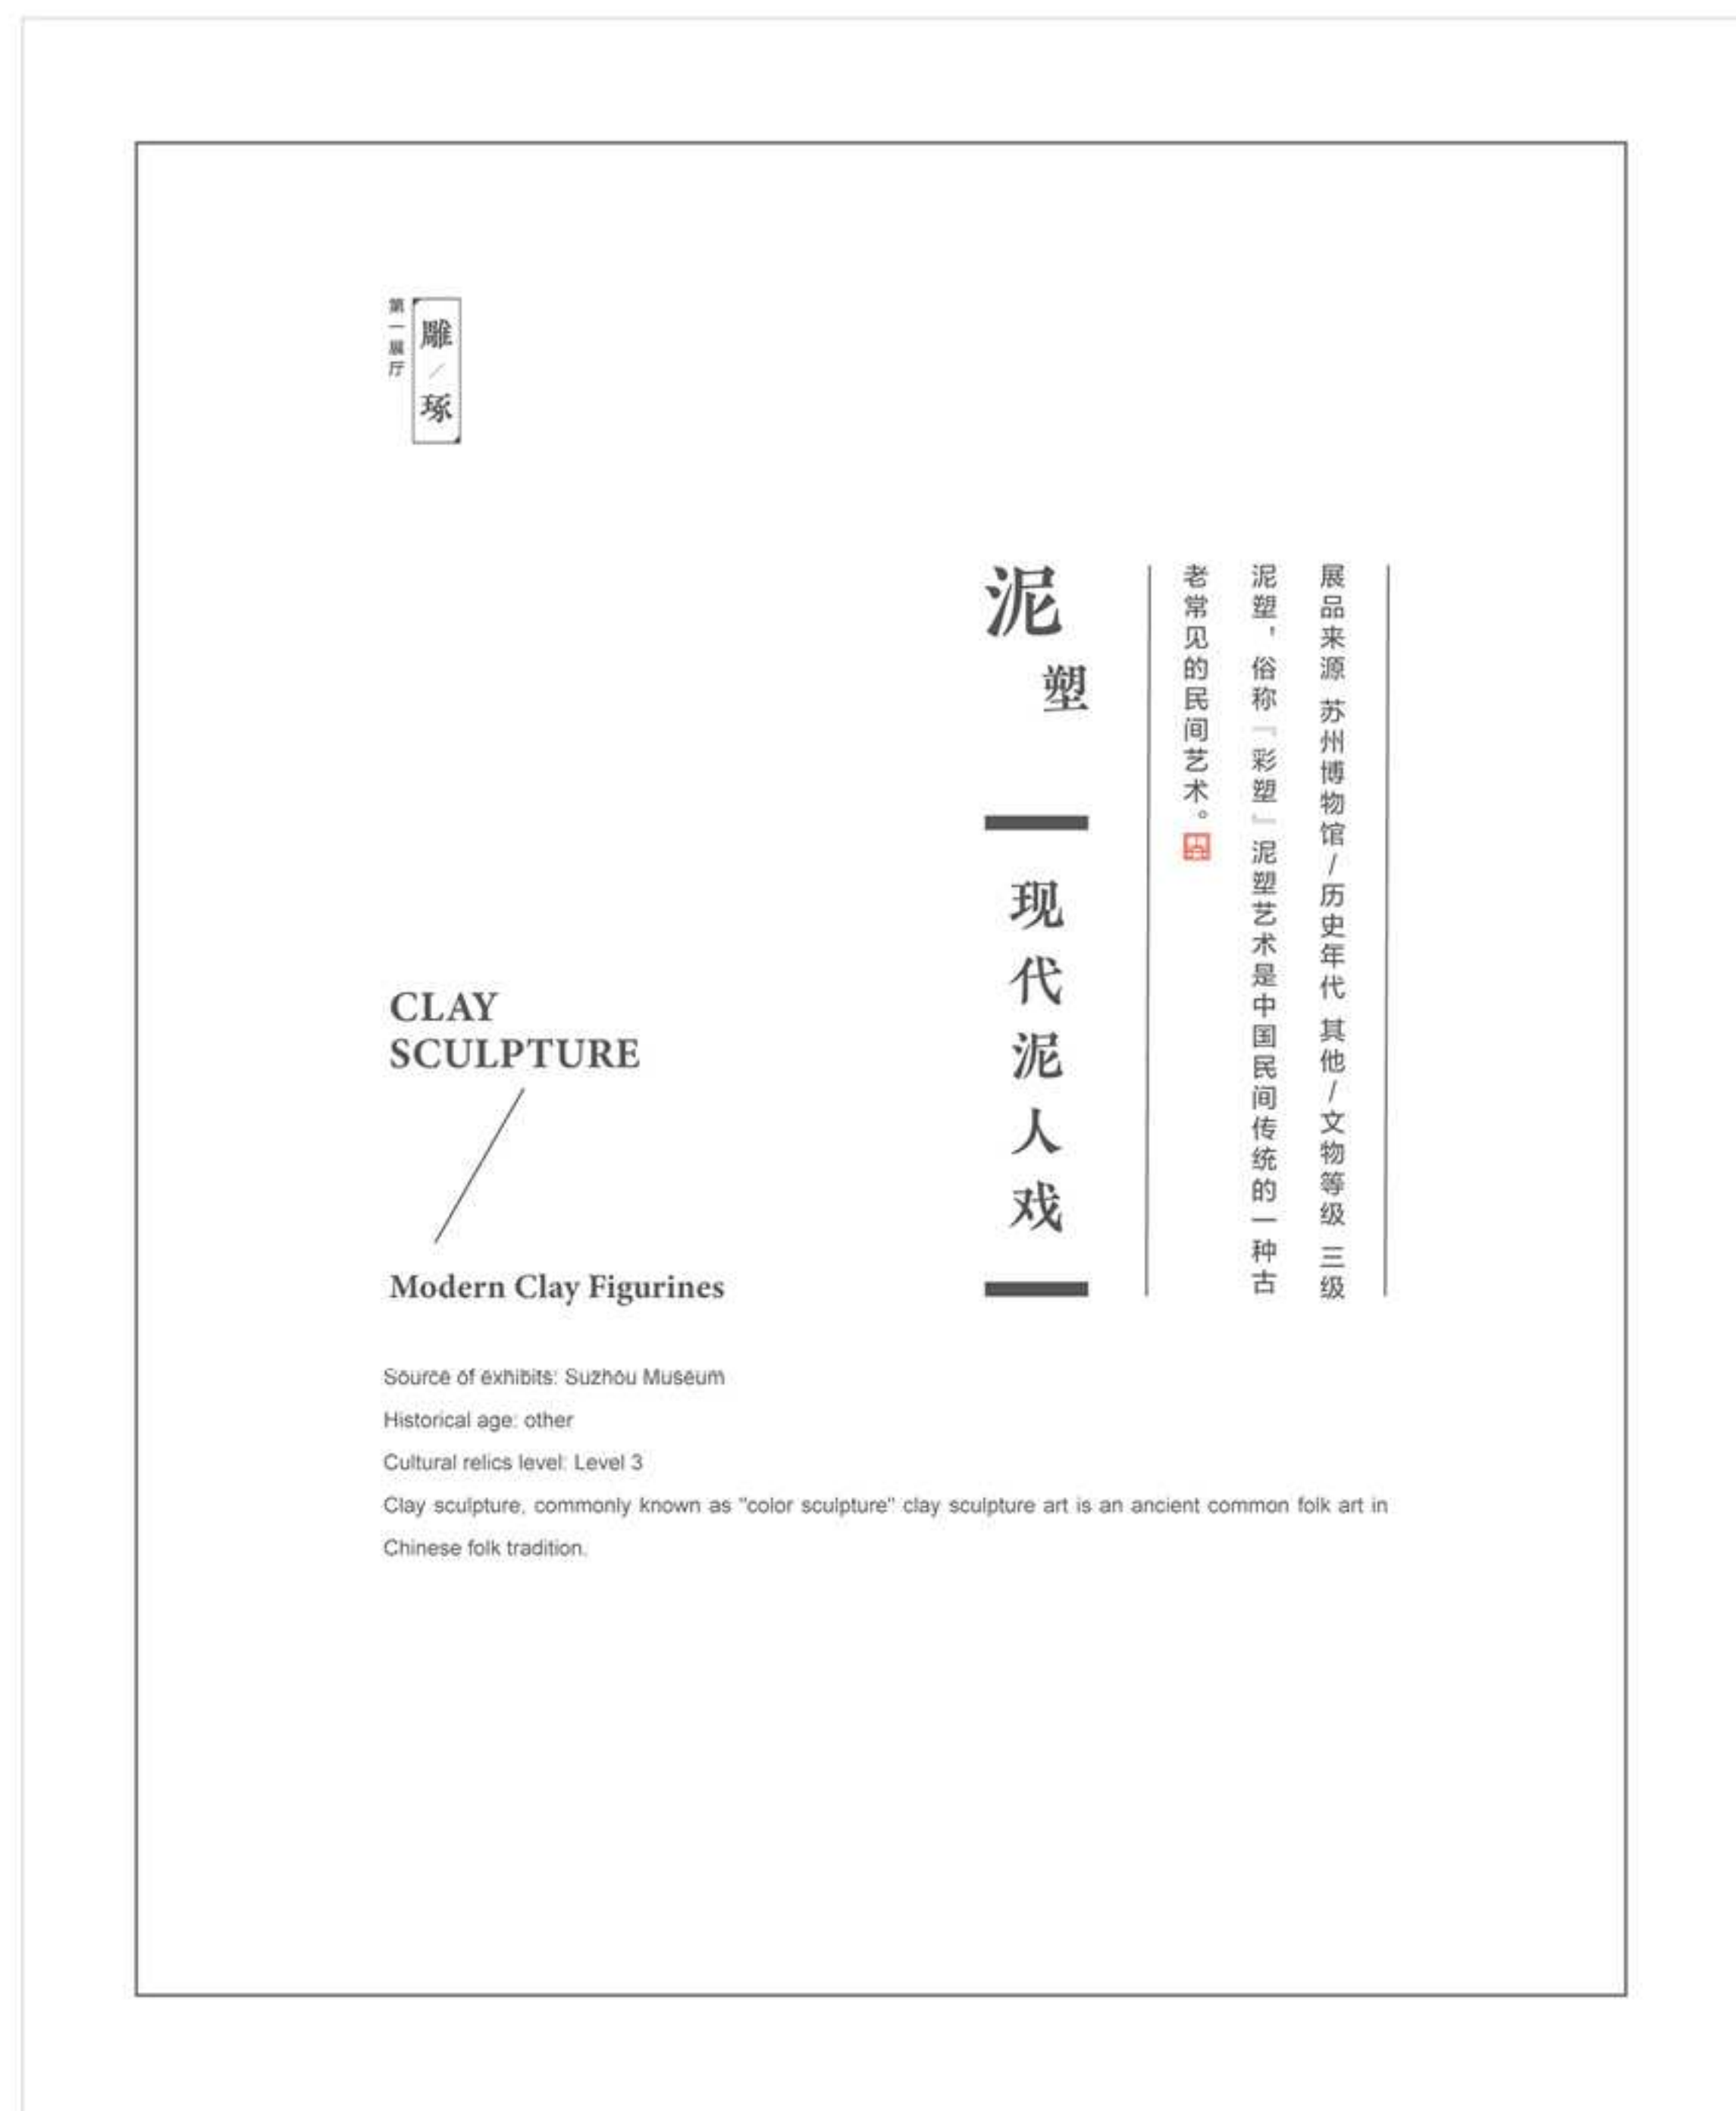 雕/琢
第一展厅
展品来源 苏州博物馆/历史年代 其他/文物等级 三级
泥塑，俗称『彩塑』泥塑艺术是中国民间传统的一种古
老常见的民间艺术。
泥塑
现代泥人戏
CLAY
SCULPTURE
Modern Clay Figurines
Source of exhibits: Suzhou Museum
Historical age: other
Cultural relics level: Level 3
Clay sculpture, commonly known as "color sculpture" clay sculpture art is an ancient common folk art in
Chinese folk tradition.